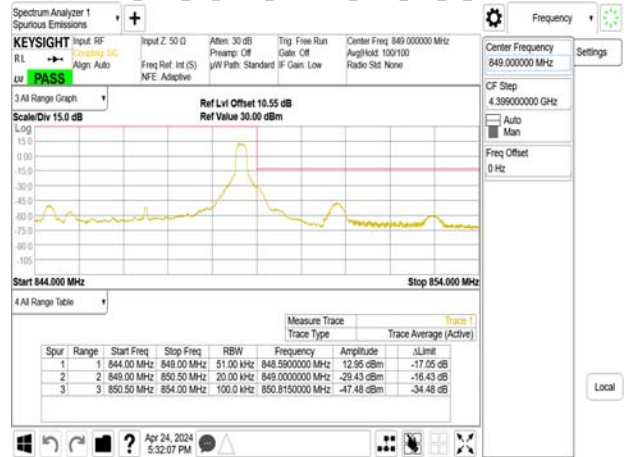 Spectrum Analyzer 1
Spurious Emissions
Frequency
KEYSIGHT Input: RF Input Z: 50 Ω Atten: 30 dB Trig: Free Run Center Freq: 849.000000 MHz
Coupling: DC Preamp: Off Gate: Off Avg|Hold: 100/100
RL Align: Auto Freq Ref: Int (S) µW Path: Standard IF Gain: Low Radio Std: None
NFE: Adaptive
PASS
3 All Range Graph
Ref Lvl Offset 10.55 dB
Scale/Div 15.0 dB Ref Value 30.00 dBm
Log
15.0
0.00
-15.0
-30.0
-45.0
-60.0
-75.0
-90.0
-105
Start 844.000 MHz Stop 854.000 MHz
4 All Range Table
Measure Trace Trace 1
Trace Type Trace Average (Active)
Spur Range Start Freq Stop Freq RBW Frequency Amplitude ΔLimit
1 1 844.00 MHz 849.00 MHz 51.00 kHz 848.5900000 MHz 12.95 dBm -17.05 dB
2 2 849.00 MHz 850.50 MHz 20.00 kHz 849.0000000 MHz -29.43 dBm -16.43 dB
3 3 850.50 MHz 854.00 MHz 100.0 kHz 850.8150000 MHz -47.48 dBm -34.48 dB
Apr 24, 2024
5:32:07 PM
Center Frequency
849.000000 MHz
Settings
CF Step
4.399000000 GHz
Auto
Man
Freq Offset
0 Hz
Local